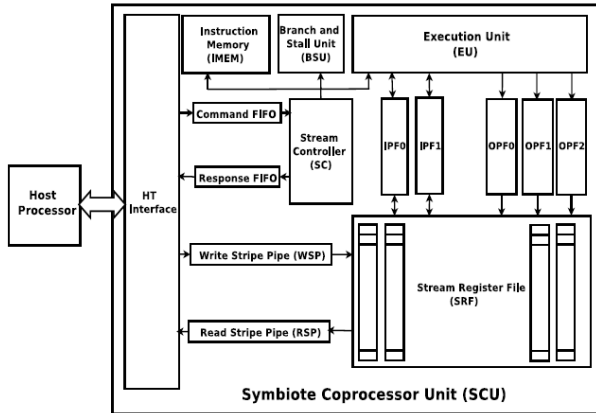 Instruction
Memory
(IMEM)
Branch and
Stall Unit
(BSU)
Execution Unit
(EU)
Command FIFO
Stream
Controller
(SC)
IPF0
IPF1
OPF0
OPF1
OPF2
Response FIFO
Host
Processor
HT
Interface
Write Stripe Pipe (WSP)
Stream Register File
(SRF)
Read Stripe Pipe (RSP)
Symbiote Coprocessor Unit (SCU)